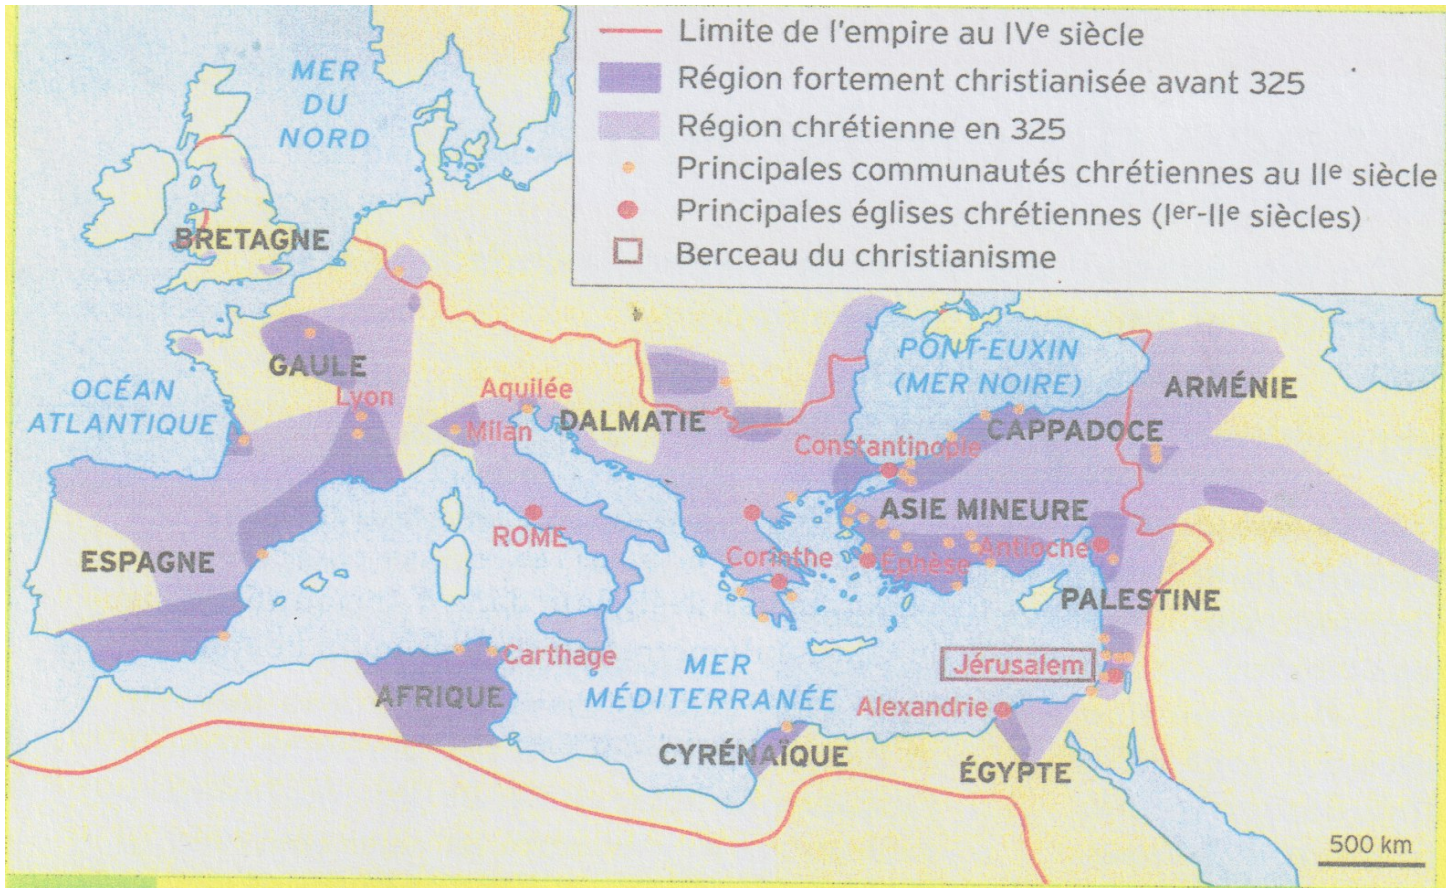 Limite de l'empire au IVe siècle
Région fortement christianisée avant 325
Région chrétienne en 325
Principales communautés chrétiennes au IIe siècle
Principales églises chrétiennes (Ier-IIe siècles)
Berceau du christianisme
MER
DU
NORD
BRETAGNE
GAULE
OCÉAN
ATLANTIQUE
Lyon
Aquilée
Milan
DALMATIE
PONT-EUXIN
(MER NOIRE)
ARMÉNIE
CAPPADOCE
Constantinople
ROME
ASIE MINEURE
ESPAGNE
Corinthe
Éphèse
Antioche
PALESTINE
Carthage
MER
MÉDITERRANÉE
Jérusalem
AFRIQUE
Alexandrie
CYRÉNAÏQUE
ÉGYPTE
500 km